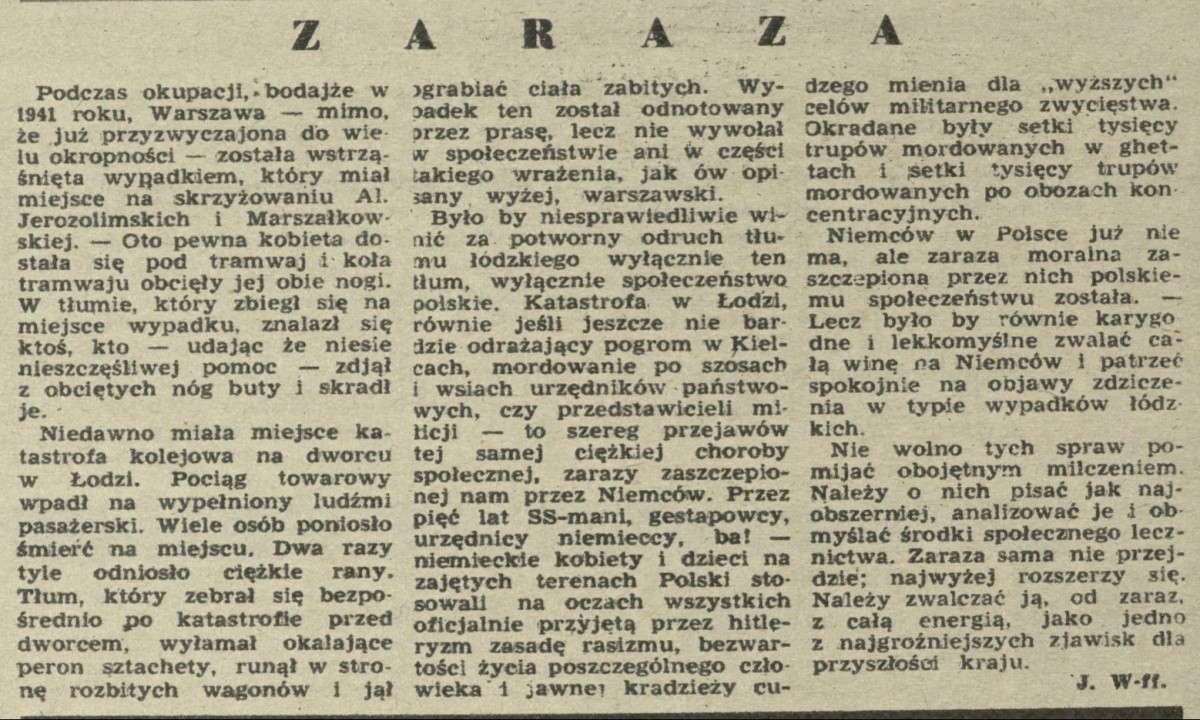 ZARAZA
Podczas okupacji, bodajże w
1941 roku, Warszawa — mimo,
że już przyzwyczajona do wie-
lu okropności — została wstrzą-
śnięta wypadkiem, który miał
miejsce na skrzyżowaniu Al.
Jerozolimskich i Marszałkow-
skiej. — Oto pewna kobieta do-
stała się pod tramwaj i koła
tramwaju obcięły jej obie nogi.
W tłumie, który zbiegł się na
miejsce wypadku, znalazł się
ktoś, kto — udając że niesie
nieszczęśliwej pomoc — zdjął
z obciętych nóg buty i skradł
je.
Niedawno miała miejsce ka-
tastrofa kolejowa na dworcu
w Łodzi. Pociąg towarowy
wpadł na wypełniony ludźmi
pasażerski. Wiele osób poniosło
śmierć na miejscu. Dwa razy
tyle odniosło ciężkie rany.
Tłum, który zebrał się bezpo-
średnio po katastrofie przed
dworcem, wyłamał okalające
peron sztachety, runął w stro-
nę rozbitych wagonów i jął
ograbiać ciała zabitych. Wy-
padek ten został odnotowany
przez prasę, lecz nie wywołał
w społeczeństwie ani w części
takiego wrażenia, jak ów opi-
sany wyżej, warszawski.
Było by niesprawiedliwie wi-
nić za potworny odruch tłu-
mu łódzkiego wyłącznie ten
tłum, wyłącznie społeczeństwo
polskie. Katastrofa w Łodzi,
równie jeśli jeszcze nie bar-
dzie odrażający pogrom w Kiel-
cach, mordowanie po szosach
i wsiach urzędników państwo-
wych, czy przedstawicieli mi-
licji — to szereg przejawów
tej samej ciężkiej choroby
społecznej, zarazy zaszczepio-
nej nam przez Niemców. Przez
pięć lat SS-mani, gestapowcy,
urzędnicy niemieccy, ba! —
niemieckie kobiety i dzieci na
zajętych terenach Polski sto-
sowali na oczach wszystkich
oficjalnie przyjętą przez hitle-
ryzm zasadę rasizmu, bezwar-
tości życia poszczególnego czło-
wieka i jawnej kradzieży cu-
dzego mienia dla „wyższych"
celów militarnego zwycięstwa.
Okradane były setki tysięcy
trupów mordowanych w ghet-
tach i setki tysięcy trupów
mordowanych po obozach kon-
centracyjnych.
Niemców w Polsce już nie
ma, ale zaraza moralna za-
szczepiona przez nich polskie-
mu społeczeństwu została. —
Lecz było by równie karygo-
dne i lekkomyślne zwalać ca-
łą winę na Niemców i patrzeć
spokojnie na objawy zdzicze-
nia w typie wypadków łódz-
kich.
Nie wolno tych spraw po-
mijać obojętnym milczeniem.
Należy o nich pisać jak naj-
obszerniej, analizować je i ob-
myślać środki społecznego lecz-
nictwa. Zaraza sama nie przej-
dzie; najwyżej rozszerzy się.
Należy zwalczać ją, od zaraz,
z całą energią, jako jedno
z najgroźniejszych zjawisk dla
przyszłości kraju.
J. W-ff.